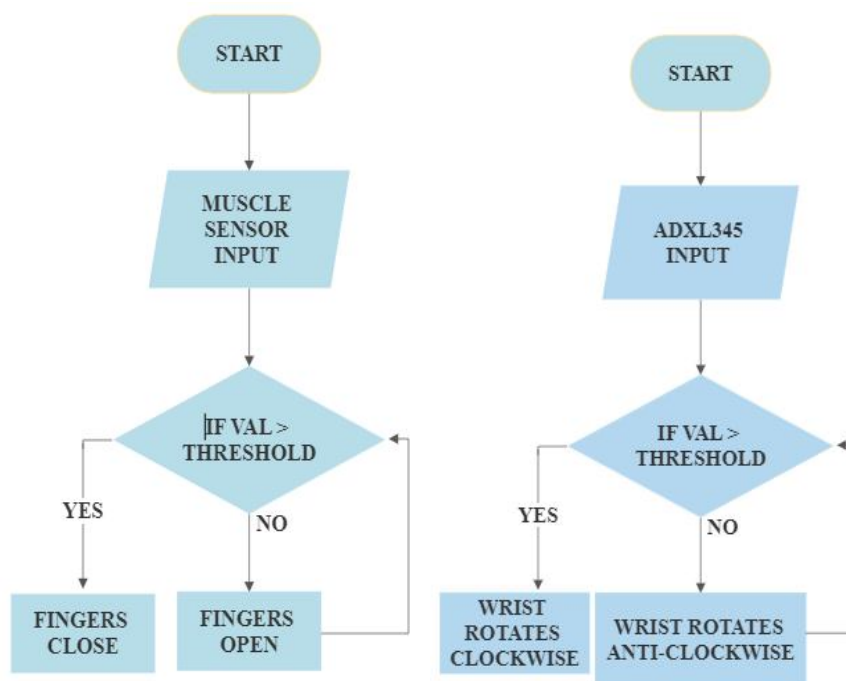 START
MUSCLE
SENSOR
INPUT
IF VAL >
THRESHOLD
YES
NO
FINGERS
CLOSE
FINGERS
OPEN
START
ADXL345
INPUT
IF VAL >
THRESHOLD
YES
NO
WRIST
ROTATES
CLOCKWISE
WRIST ROTATES
ANTI-CLOCKWISE